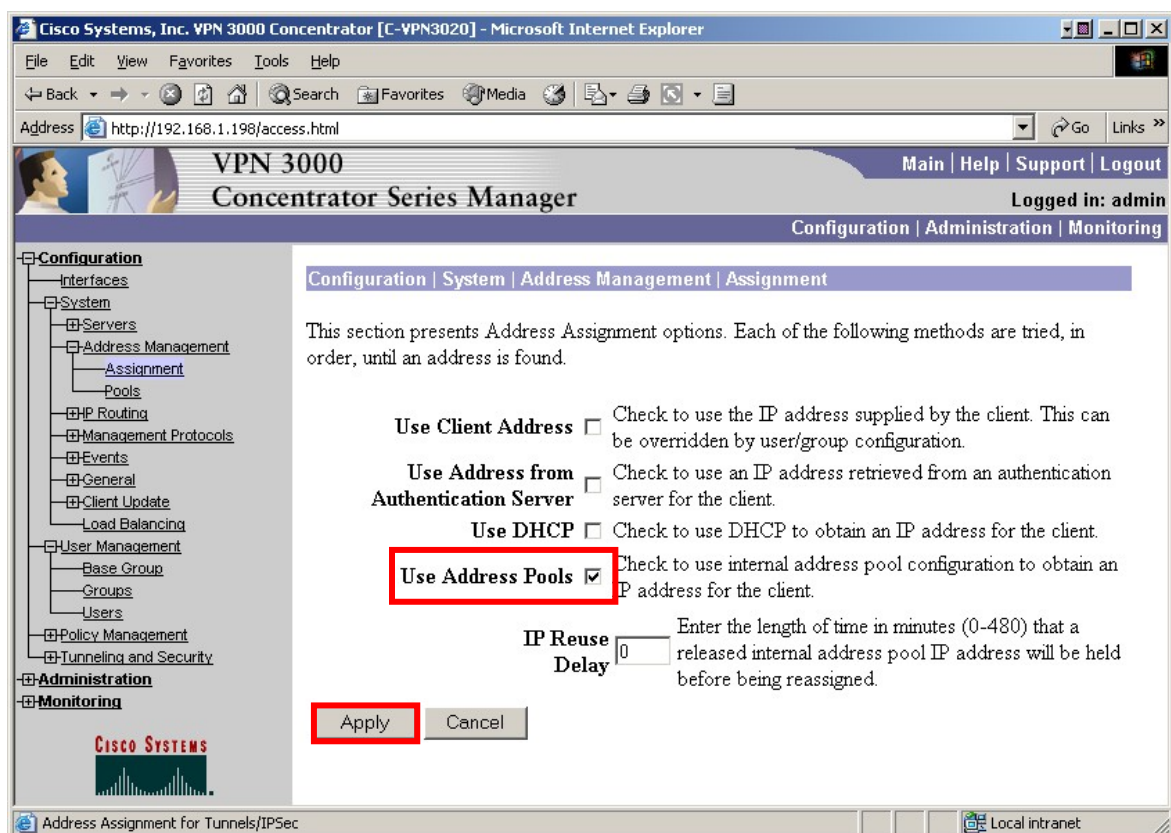 Cisco Systems, Inc. VPN 3000 Concentrator [C-VPN3020] - Microsoft Internet Explorer
File Edit View Favorites Tools Help
Back Search Favorites Media
Address http://192.168.1.198/access.html Go Links »
VPN 3000
Concentrator Series Manager
Main | Help | Support | Logout
Logged in: admin
Configuration | Administration | Monitoring
Configuration
Interfaces
System
Servers
Address Management
Assignment
Pools
IP Routing
Management Protocols
Events
General
Client Update
Load Balancing
User Management
Base Group
Groups
Users
Policy Management
Tunneling and Security
Administration
Monitoring
CISCO SYSTEMS
Configuration | System | Address Management | Assignment
This section presents Address Assignment options. Each of the following methods are tried, in
order, until an address is found.
Use Client Address
Check to use the IP address supplied by the client. This can
be overridden by user/group configuration.
Use Address from
Authentication Server
Check to use an IP address retrieved from an authentication
server for the client.
Use DHCP
Check to use DHCP to obtain an IP address for the client.
Use Address Pools
Check to use internal address pool configuration to obtain an
IP address for the client.
IP Reuse
Delay
0
Enter the length of time in minutes (0-480) that a
released internal address pool IP address will be held
before being reassigned.
Apply Cancel
Address Assignment for Tunnels/IPSec
Local intranet